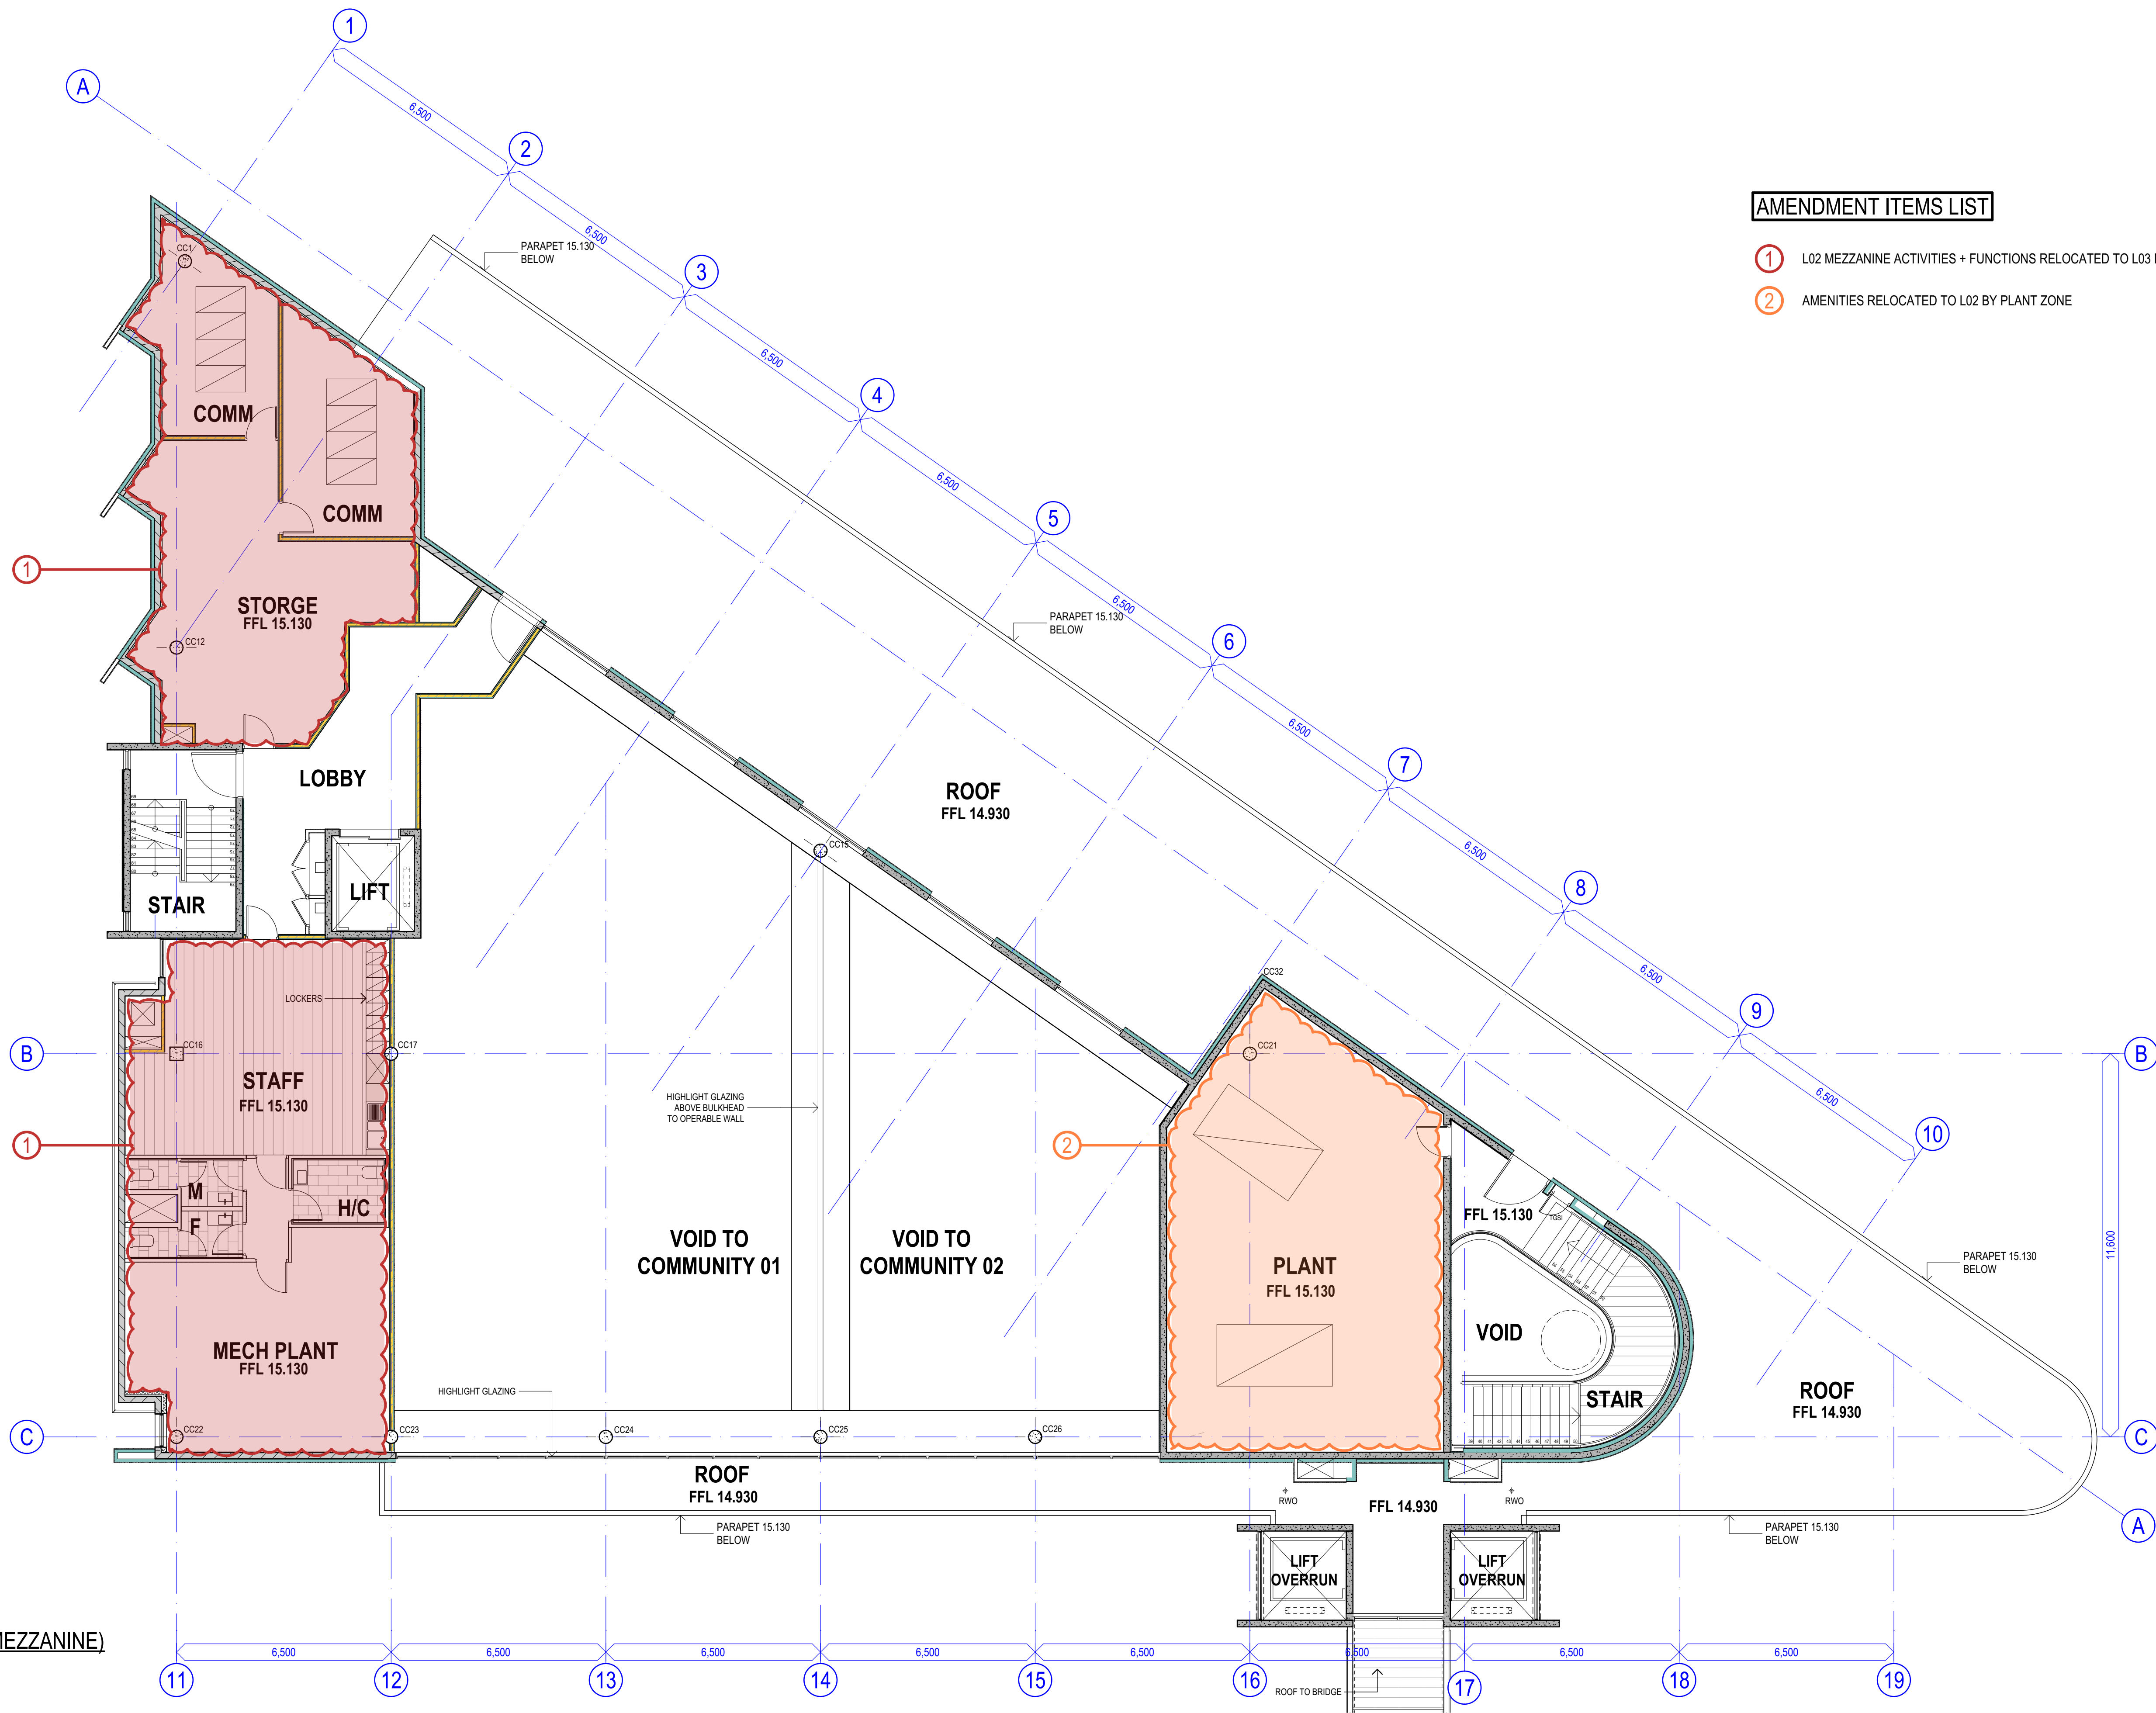 1
A
6,500
2
6,500
3
6,500
4
6,500
5
6,500
6
6,500
7
6,500
8
6,500
9
6,500
10
AMENDMENT ITEMS LIST
1 L02 MEZZANINE ACTIVITIES + FUNCTIONS RELOCATED TO L03
2 AMENITIES RELOCATED TO L02 BY PLANT ZONE
PARAPET 15.130
BELOW
CC1
COMM
COMM
1
STORGE
FFL 15.130
CC12
PARAPET 15.130
BELOW
LOBBY
ROOF
FFL 14.930
STAIR
LIFT
CC15
CC32
LOCKERS
B
CC16
CC17
CC21
B
STAFF
FFL 15.130
HIGHLIGHT GLAZING
ABOVE BULKHEAD
TO OPERABLE WALL
1
2
M
F
H/C
FFL 15.130
TGSI
VOID TO
COMMUNITY 01
VOID TO
COMMUNITY 02
PLANT
FFL 15.130
PARAPET 15.130
BELOW
11,600
VOID
MECH PLANT
FFL 15.130
HIGHLIGHT GLAZING
STAIR
ROOF
FFL 14.930
C
CC22
CC23
CC24
CC25
CC26
C
ROOF
FFL 14.930
RWO
FFL 14.930
RWO
PARAPET 15.130
BELOW
PARAPET 15.130
BELOW
A
LIFT
OVERRUN
LIFT
OVERRUN
MEZZANINE)
6,500
6,500
6,500
6,500
6,500
6,500
6,500
6,500
11
12
13
14
15
16
17
18
19
ROOF TO BRIDGE